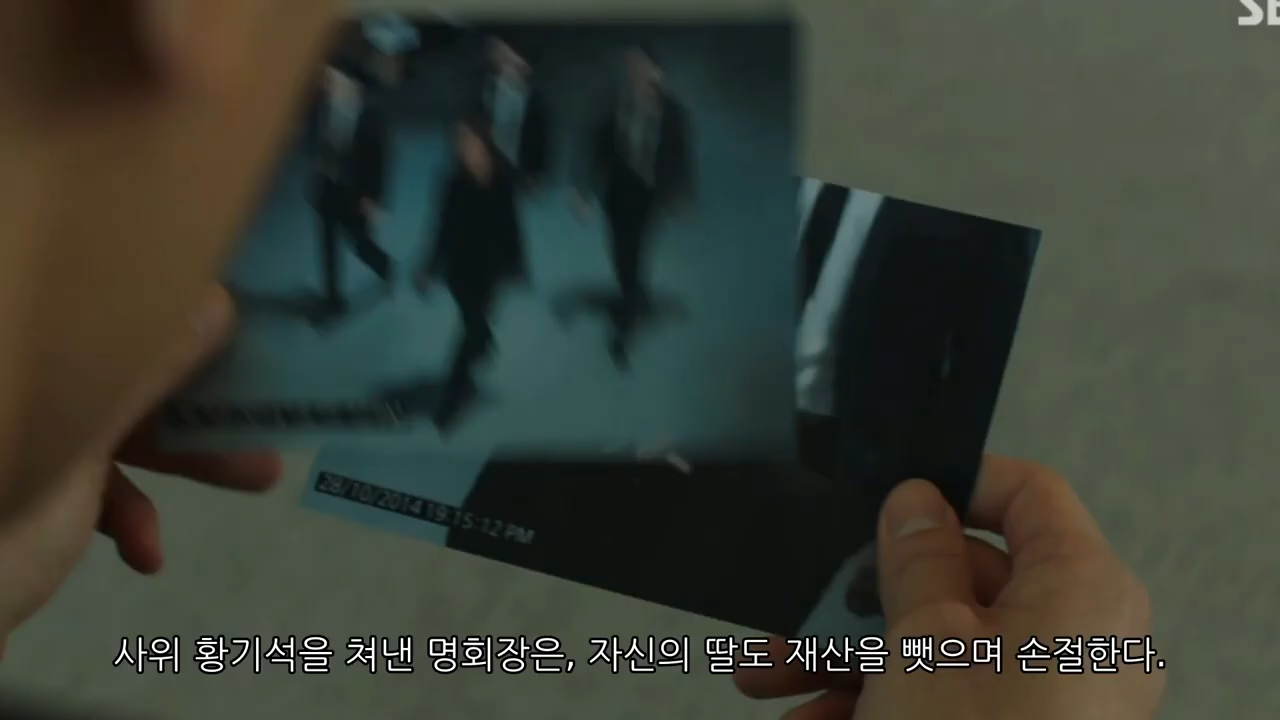 28/10/2014 19:15:12 PM
사위 황기석을 쳐낸 명회장은, 자신의 딸도 재산을 뺏으며 손절한다.